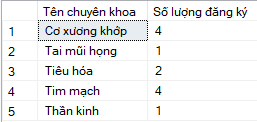 Tên chuyên khoa Số lượng đăng ký
1 Cơ xương khớp 4
2 Tai mũi họng 1
3 Tiêu hóa 2
4 Tim mạch 4
5 Thần kinh 1